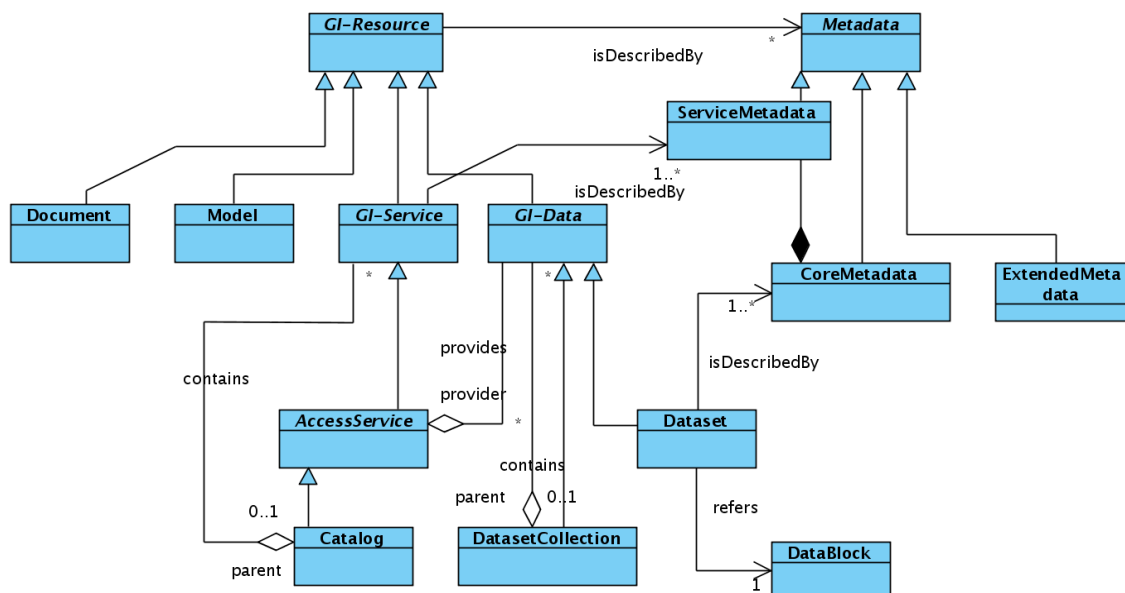 GI-Resource
Metadata
*
isDescribedBy
ServiceMetadata
1..*
isDescribedBy
Document
Model
GI-Service
GI-Data
*
*
CoreMetadata
ExtendedMeta
data
1..*
provides
isDescribedBy
contains
provider
AccessService
*
Dataset
contains
parent
0..1
refers
0..1
Catalog
DatasetCollection
DataBlock
parent
1